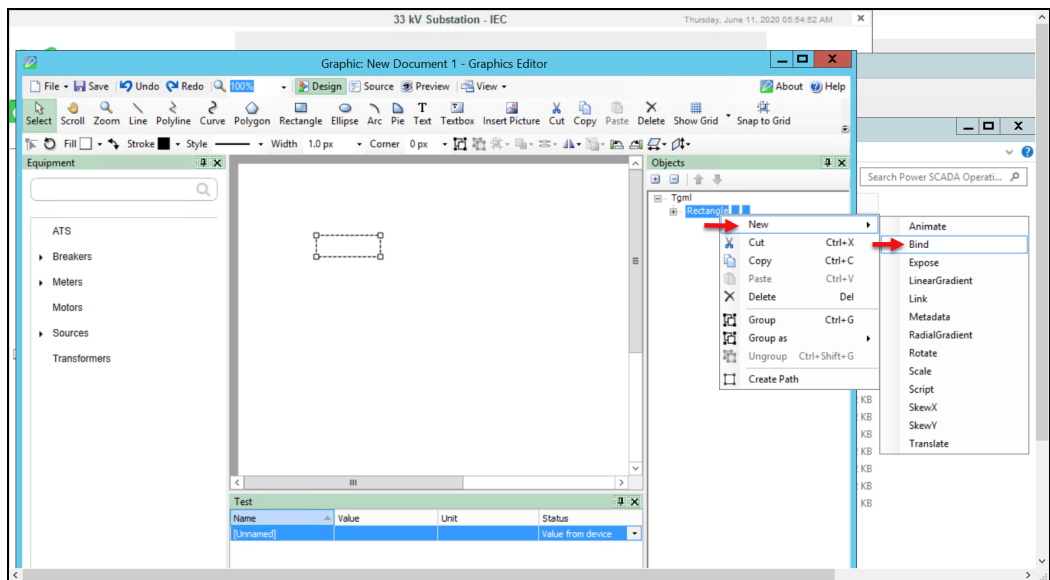 33 kV Substation - IEC
Thursday, June 11, 2020 05:54:52 AM
Graphic: New Document 1 - Graphics Editor
File Save Undo Redo 100% Design Source Preview View About Help
Select Scroll Zoom Line Polyline Curve Polygon Rectangle Ellipse Arc Pie Text Textbox Insert Picture Cut Copy Paste Delete Show Grid Snap to Grid
Fill Stroke Style Width 1.0 px Corner 0 px
Equipment
Objects
Search Power SCADA Operati...
Tgml
Rectangle
ATS
Breakers
Meters
Motors
Sources
Transformers
New
Cut Ctrl+X
Copy Ctrl+C
Paste Ctrl+V
Delete Del
Group Ctrl+G
Group as
Ungroup Ctrl+Shift+G
Create Path
Animate
Bind
Expose
LinearGradient
Link
Metadata
RadialGradient
Rotate
Scale
Script
SkewX
SkewY
Translate
KB
KB
KB
KB
KB
KB
KB
Test
Name Value Unit Status
[Unnamed] Value from device